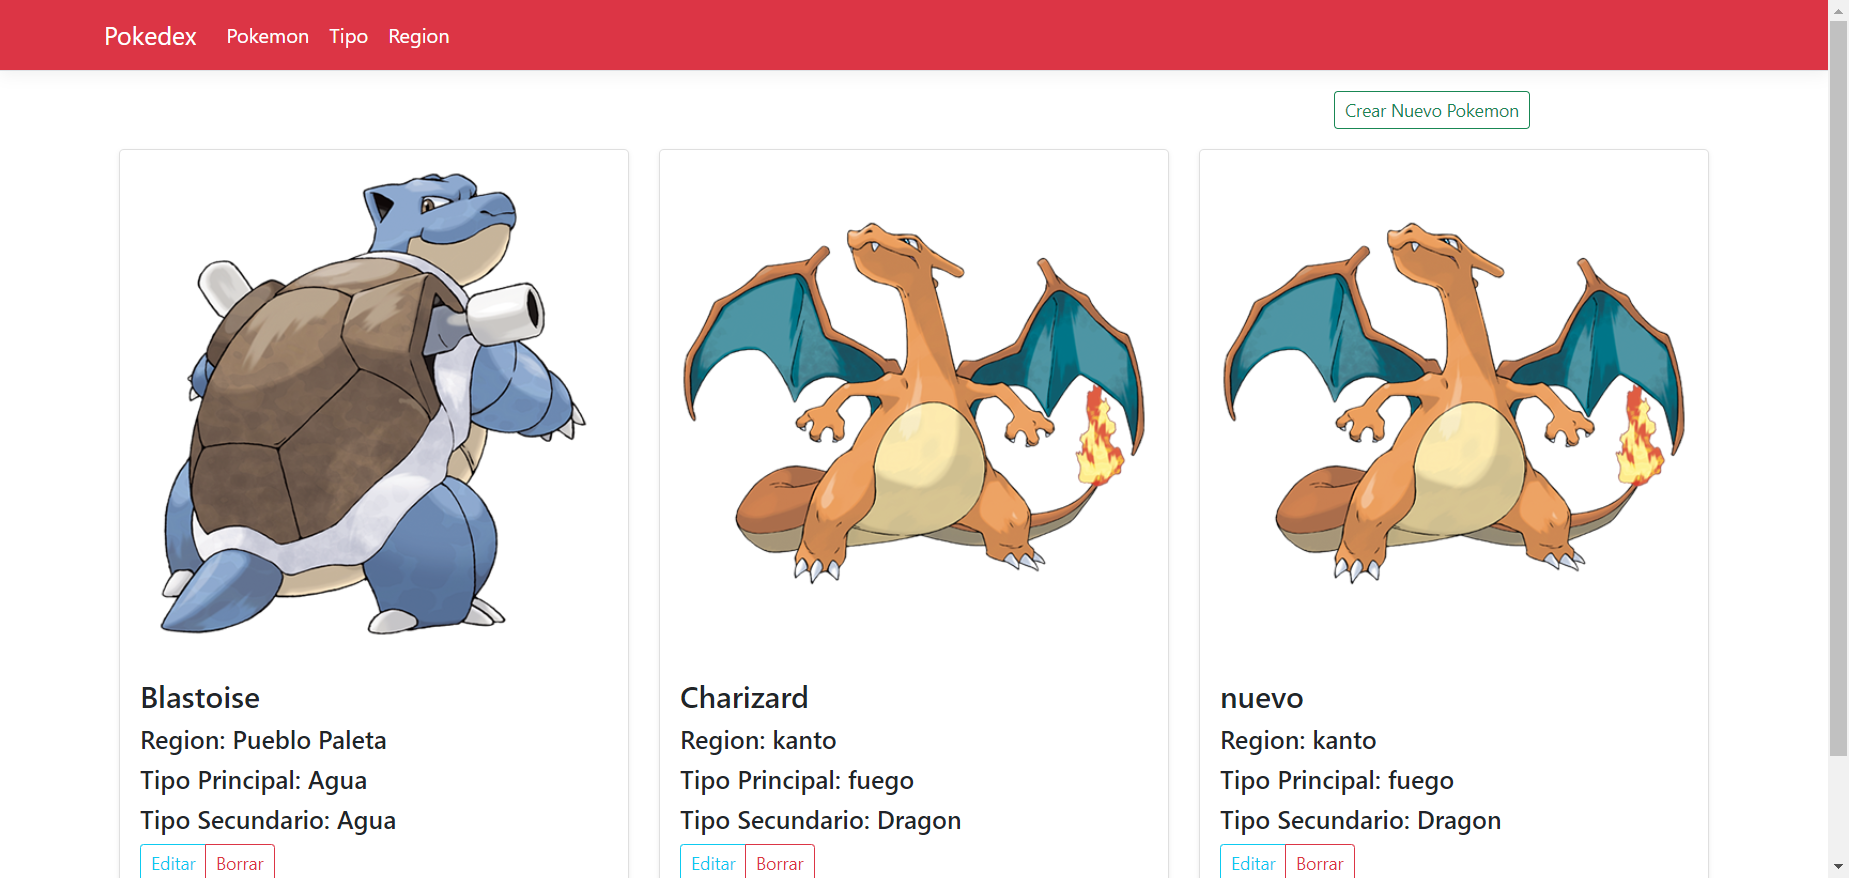 Pokedex Pokemon Tipo Region
Crear Nuevo Pokemon
Blastoise
Region: Pueblo Paleta
Tipo Principal: Agua
Tipo Secundario: Agua
Editar Borrar
Charizard
Region: kanto
Tipo Principal: fuego
Tipo Secundario: Dragon
Editar Borrar
nuevo
Region: kanto
Tipo Principal: fuego
Tipo Secundario: Dragon
Editar Borrar